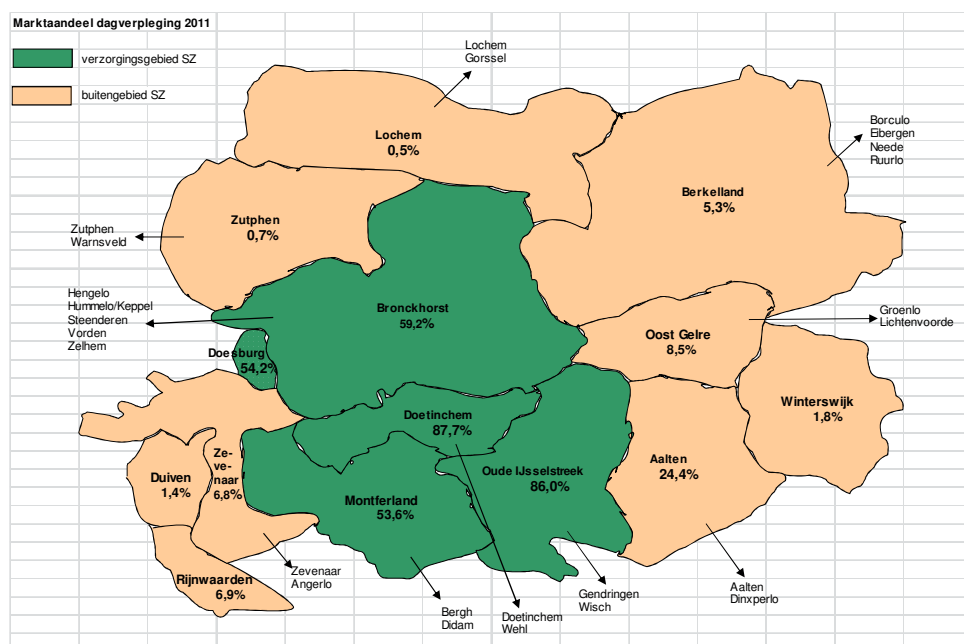 Marktaandeel dagverpleging 2011
verzorgingsgebied SZ
buitengebied SZ
Lochem
Gorssel
Borculo
Eibergen
Neede
Ruurlo
Lochem
0,5%
Berkelland
5,3%
Zutphen
0,7%
Zutphen
Warnsveld
Hengelo
Hummelo/Keppel
Steenderen
Vorden
Zelhem
Bronckhorst
59,2%
Groenlo
Lichtenvoorde
Oost Gelre
8,5%
Doesburg
54,2%
Winterswijk
1,8%
Doetinchem
87,7%
Ze-
ve-
naar
6,8%
Duiven
1,4%
Oude IJsselstreek
86,0%
Aalten
24,4%
Montferland
53,6%
Rijnwaarden
6,9%
Zevenaar
Angerlo
Bergh
Didam
Doetinchem
Wehl
Gendringen
Wisch
Aalten
Dinxperlo